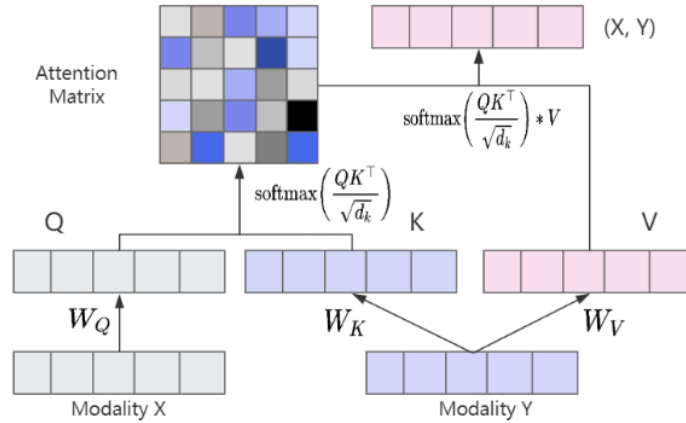 (X, Y)
Attention
Matrix
softmax(QK^⊤/√d_k) * V
softmax(QK^⊤/√d_k)
Q
K
V
W_Q
W_K
W_V
Modality X
Modality Y